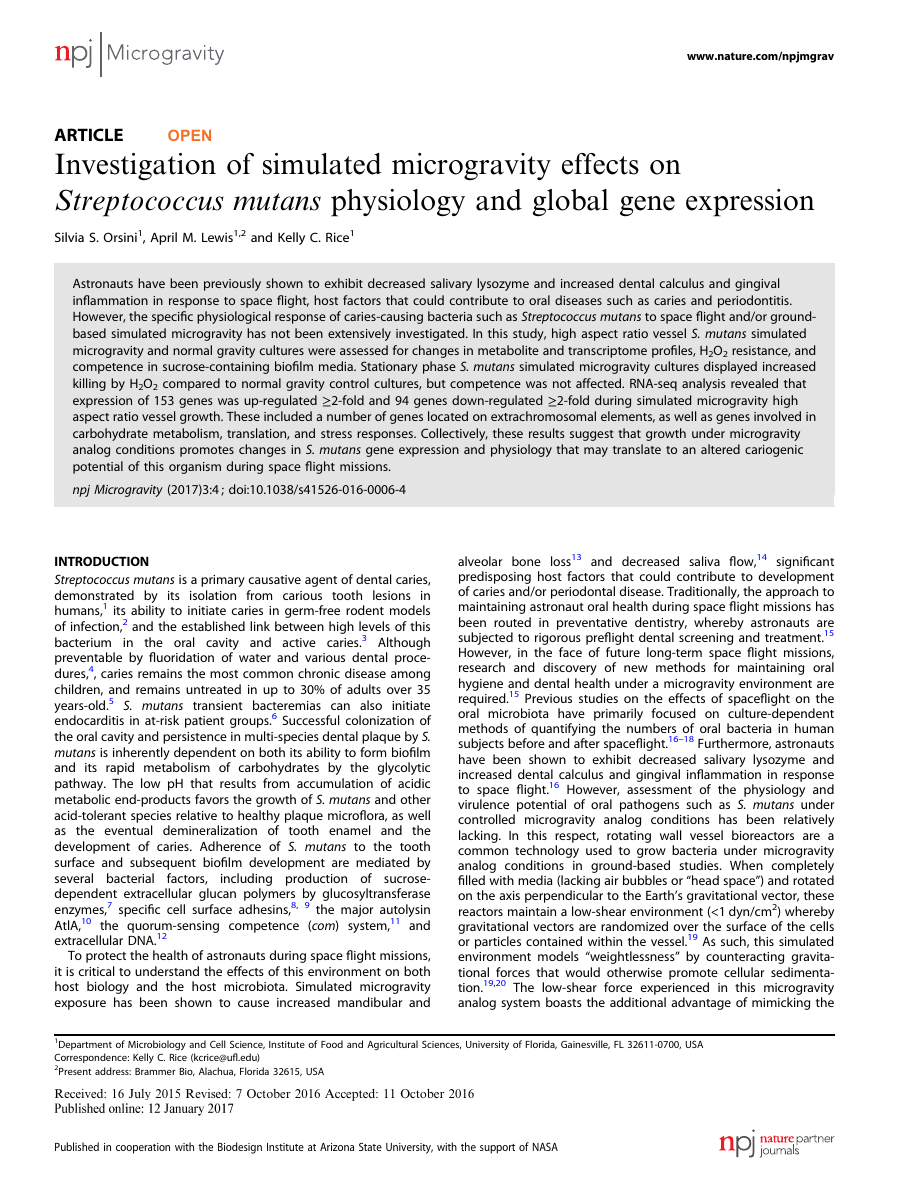 npj | Microgravity
www.nature.com/npjmgrav
ARTICLE OPEN
Investigation of simulated microgravity effects on
Streptococcus mutans physiology and global gene expression
Silvia S. Orsini1, April M. Lewis1,2 and Kelly C. Rice1
Astronauts have been previously shown to exhibit decreased salivary lysozyme and increased dental calculus and gingival
inflammation in response to space flight, host factors that could contribute to oral diseases such as caries and periodontitis.
However, the specific physiological response of caries-causing bacteria such as Streptococcus mutans to space flight and/or ground-
based simulated microgravity has not been extensively investigated. In this study, high aspect ratio vessel S. mutans simulated
microgravity and normal gravity cultures were assessed for changes in metabolite and transcriptome profiles, H2O2 resistance, and
competence in sucrose-containing biofilm media. Stationary phase S. mutans simulated microgravity cultures displayed increased
killing by H2O2 compared to normal gravity control cultures, but competence was not affected. RNA-seq analysis revealed that
expression of 153 genes was up-regulated ≥2-fold and 94 genes down-regulated ≥2-fold during simulated microgravity high
aspect ratio vessel growth. These included a number of genes located on extrachromosomal elements, as well as genes involved in
carbohydrate metabolism, translation, and stress responses. Collectively, these results suggest that growth under microgravity
analog conditions promotes changes in S. mutans gene expression and physiology that may translate to an altered cariogenic
potential of this organism during space flight missions.
npj Microgravity (2017)3:4 ; doi:10.1038/s41526-016-0006-4
INTRODUCTION
Streptococcus mutans is a primary causative agent of dental caries,
demonstrated by its isolation from carious tooth lesions in
humans,1 its ability to initiate caries in germ-free rodent models
of infection,2 and the established link between high levels of this
bacterium in the oral cavity and active caries.3 Although
preventable by fluoridation of water and various dental proce-
dures,4, caries remains the most common chronic disease among
children, and remains untreated in up to 30% of adults over 35
years-old.5 S. mutans transient bacteremias can also initiate
endocarditis in at-risk patient groups.6 Successful colonization of
the oral cavity and persistence in multi-species dental plaque by S.
mutans is inherently dependent on both its ability to form biofilm
and its rapid metabolism of carbohydrates by the glycolytic
pathway. The low pH that results from accumulation of acidic
metabolic end-products favors the growth of S. mutans and other
acid-tolerant species relative to healthy plaque microflora, as well
as the eventual demineralization of tooth enamel and the
development of caries. Adherence of S. mutans to the tooth
surface and subsequent biofilm development are mediated by
several bacterial factors, including production of sucrose-
dependent extracellular glucan polymers by glucosyltransferase
enzymes,7 specific cell surface adhesins,8, 9 the major autolysin
AtlA,10 the quorum-sensing competence (com) system,11 and
extracellular DNA.12
To protect the health of astronauts during space flight missions,
it is critical to understand the effects of this environment on both
host biology and the host microbiota. Simulated microgravity
exposure has been shown to cause increased mandibular and
alveolar bone loss13 and decreased saliva flow,14 significant
predisposing host factors that could contribute to development
of caries and/or periodontal disease. Traditionally, the approach to
maintaining astronaut oral health during space flight missions has
been routed in preventative dentistry, whereby astronauts are
subjected to rigorous preflight dental screening and treatment.15
However, in the face of future long-term space flight missions,
research and discovery of new methods for maintaining oral
hygiene and dental health under a microgravity environment are
required.15 Previous studies on the effects of spaceflight on the
oral microbiota have primarily focused on culture-dependent
methods of quantifying the numbers of oral bacteria in human
subjects before and after spaceflight.16–18 Furthermore, astronauts
have been shown to exhibit decreased salivary lysozyme and
increased dental calculus and gingival inflammation in response
to space flight.16 However, assessment of the physiology and
virulence potential of oral pathogens such as S. mutans under
controlled microgravity analog conditions has been relatively
lacking. In this respect, rotating wall vessel bioreactors are a
common technology used to grow bacteria under microgravity
analog conditions in ground-based studies. When completely
filled with media (lacking air bubbles or “head space”) and rotated
on the axis perpendicular to the Earth’s gravitational vector, these
reactors maintain a low-shear environment (<1 dyn/cm2) whereby
gravitational vectors are randomized over the surface of the cells
or particles contained within the vessel.19 As such, this simulated
environment models “weightlessness” by counteracting gravita-
tional forces that would otherwise promote cellular sedimenta-
tion.19,20 The low-shear force experienced in this microgravity
analog system boasts the additional advantage of mimicking the
1Department of Microbiology and Cell Science, Institute of Food and Agricultural Sciences, University of Florida, Gainesville, FL 32611-0700, USA
Correspondence: Kelly C. Rice (kcrice@ufl.edu)
2Present address: Brammer Bio, Alachua, Florida 32615, USA
Received: 16 July 2015 Revised: 7 October 2016 Accepted: 11 October 2016
Published online: 12 January 2017
Published in cooperation with the Biodesign Institute at Arizona State University, with the support of NASA
npj nature partner
journals